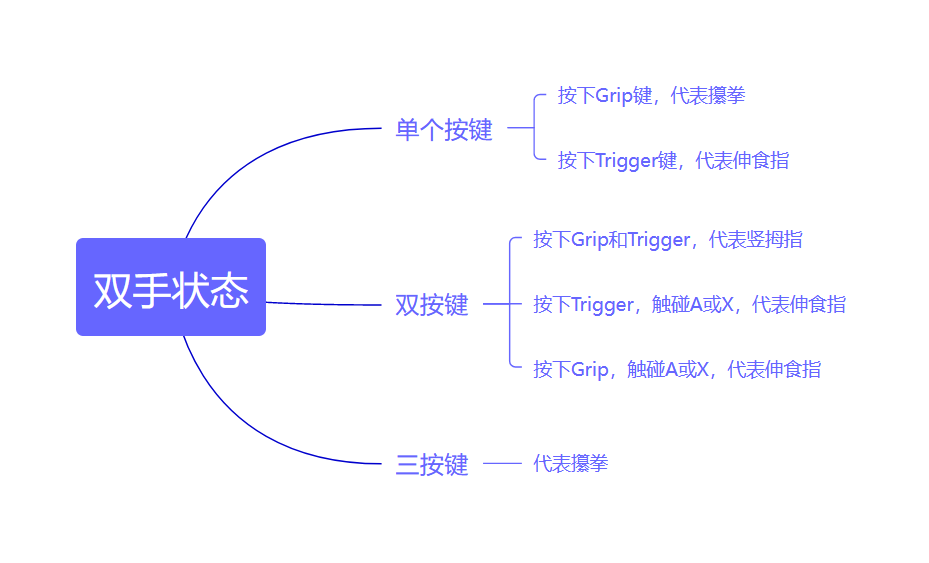 双手状态
单个按键
按下Grip键，代表攥拳
按下Trigger键，代表伸食指
双按键
按下Grip和Trigger，代表竖拇指
按下Trigger，触碰A或X，代表伸食指
按下Grip，触碰A或X，代表伸食指
三按键
代表攥拳